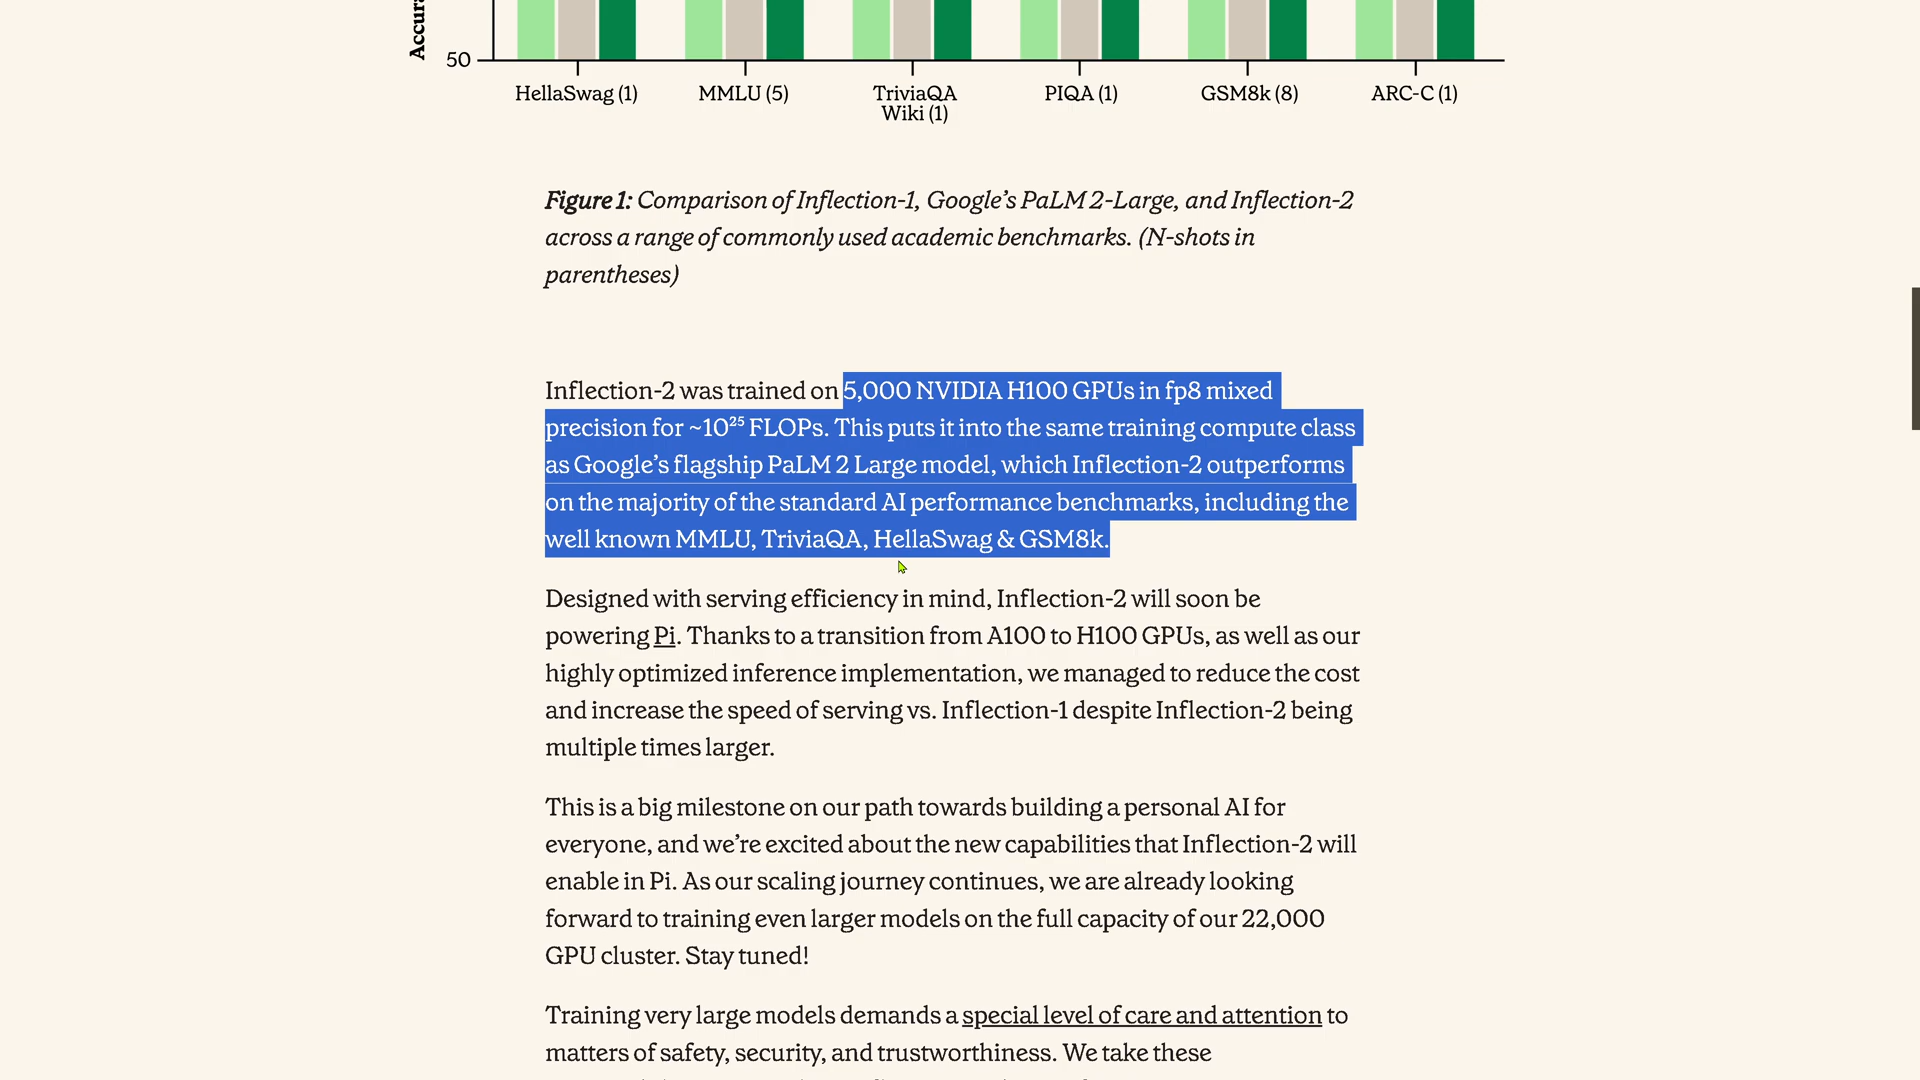 50
HellaSwag (1)
MMLU (5)
TriviaQA
Wiki (1)
PIQA (1)
GSM8k (8)
ARC-C (1)
Figure 1: Comparison of Inflection-1, Google’s PaLM 2-Large, and Inflection-2
across a range of commonly used academic benchmarks. (N-shots in
parentheses)
Inflection-2 was trained on 5,000 NVIDIA H100 GPUs in fp8 mixed
precision for ~10²⁵ FLOPs. This puts it into the same training compute class
as Google’s flagship PaLM 2 Large model, which Inflection-2 outperforms
on the majority of the standard AI performance benchmarks, including the
well known MMLU, TriviaQA, HellaSwag & GSM8k.
Designed with serving efficiency in mind, Inflection-2 will soon be
powering Pi. Thanks to a transition from A100 to H100 GPUs, as well as our
highly optimized inference implementation, we managed to reduce the cost
and increase the speed of serving vs. Inflection-1 despite Inflection-2 being
multiple times larger.
This is a big milestone on our path towards building a personal AI for
everyone, and we’re excited about the new capabilities that Inflection-2 will
enable in Pi. As our scaling journey continues, we are already looking
forward to training even larger models on the full capacity of our 22,000
GPU cluster. Stay tuned!
Training very large models demands a special level of care and attention to
matters of safety, security, and trustworthiness. We take these